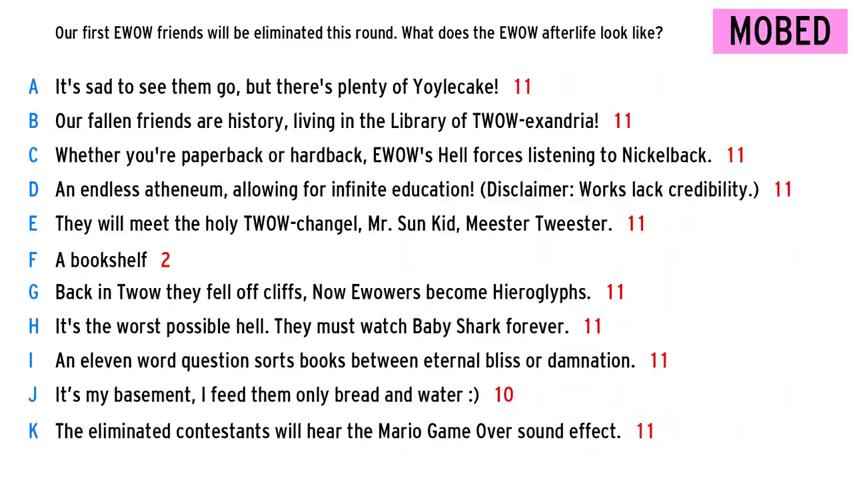 Our first EWOW friends will be eliminated this round. What does the EWOW afterlife look like?
MOBED
A It's sad to see them go, but there's plenty of Yoylecake! 11
B Our fallen friends are history, living in the Library of TWOW-exandria! 11
C Whether you're paperback or hardback, EWOW's Hell forces listening to Nickelback. 11
D An endless atheneum, allowing for infinite education! (Disclaimer: Works lack credibility.) 11
E They will meet the holy TWOW-changel, Mr. Sun Kid, Meester Tweester. 11
F A bookshelf 2
G Back in Twow they fell off cliffs, Now Ewowers become Hieroglyphs. 11
H It's the worst possible hell. They must watch Baby Shark forever. 11
I An eleven word question sorts books between eternal bliss or damnation. 11
J It’s my basement, I feed them only bread and water :) 10
K The eliminated contestants will hear the Mario Game Over sound effect. 11